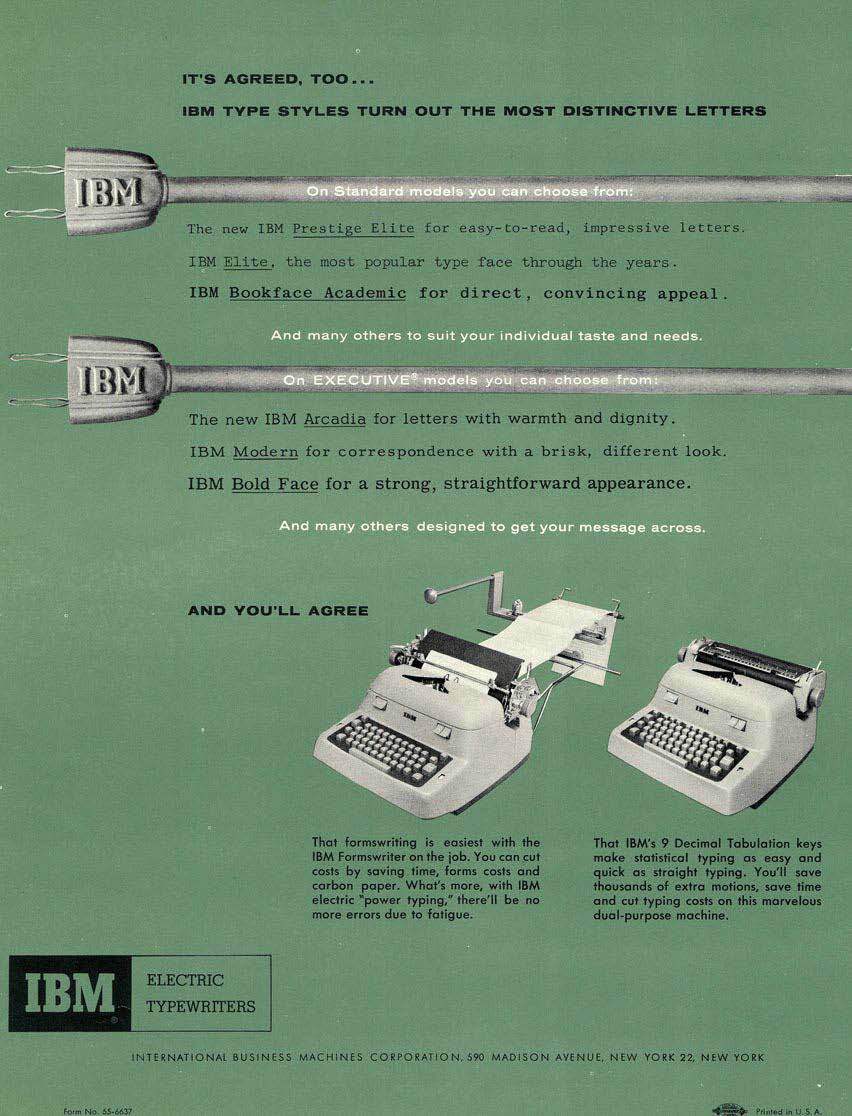 IT'S AGREED, TOO...
IBM TYPE STYLES TURN OUT THE MOST DISTINCTIVE LETTERS
IBM
On Standard models you can choose from:
The new IBM Prestige Elite for easy-to-read, impressive letters.
IBM Elite, the most popular type face through the years.
IBM Bookface Academic for direct, convincing appeal.
And many others to suit your individual taste and needs.
IBM
On EXECUTIVE® models you can choose from:
The new IBM Arcadia for letters with warmth and dignity.
IBM Modern for correspondence with a brisk, different look.
IBM Bold Face for a strong, straightforward appearance.
And many others designed to get your message across.
AND YOU'LL AGREE
IBM
IBM
That formswriting is easiest with the
IBM Formswriter on the job. You can cut
costs by saving time, forms costs and
carbon paper. What's more, with IBM
electric "power typing," there'll be no
more errors due to fatigue.
That IBM's 9 Decimal Tabulation keys
make statistical typing as easy and
quick as straight typing. You'll save
thousands of extra motions, save time
and cut typing costs on this marvelous
dual-purpose machine.
IBM®
ELECTRIC
TYPEWRITERS
INTERNATIONAL BUSINESS MACHINES CORPORATION, 590 MADISON AVENUE, NEW YORK 22, NEW YORK
Form No. 55-6637
Printed in U. S. A.